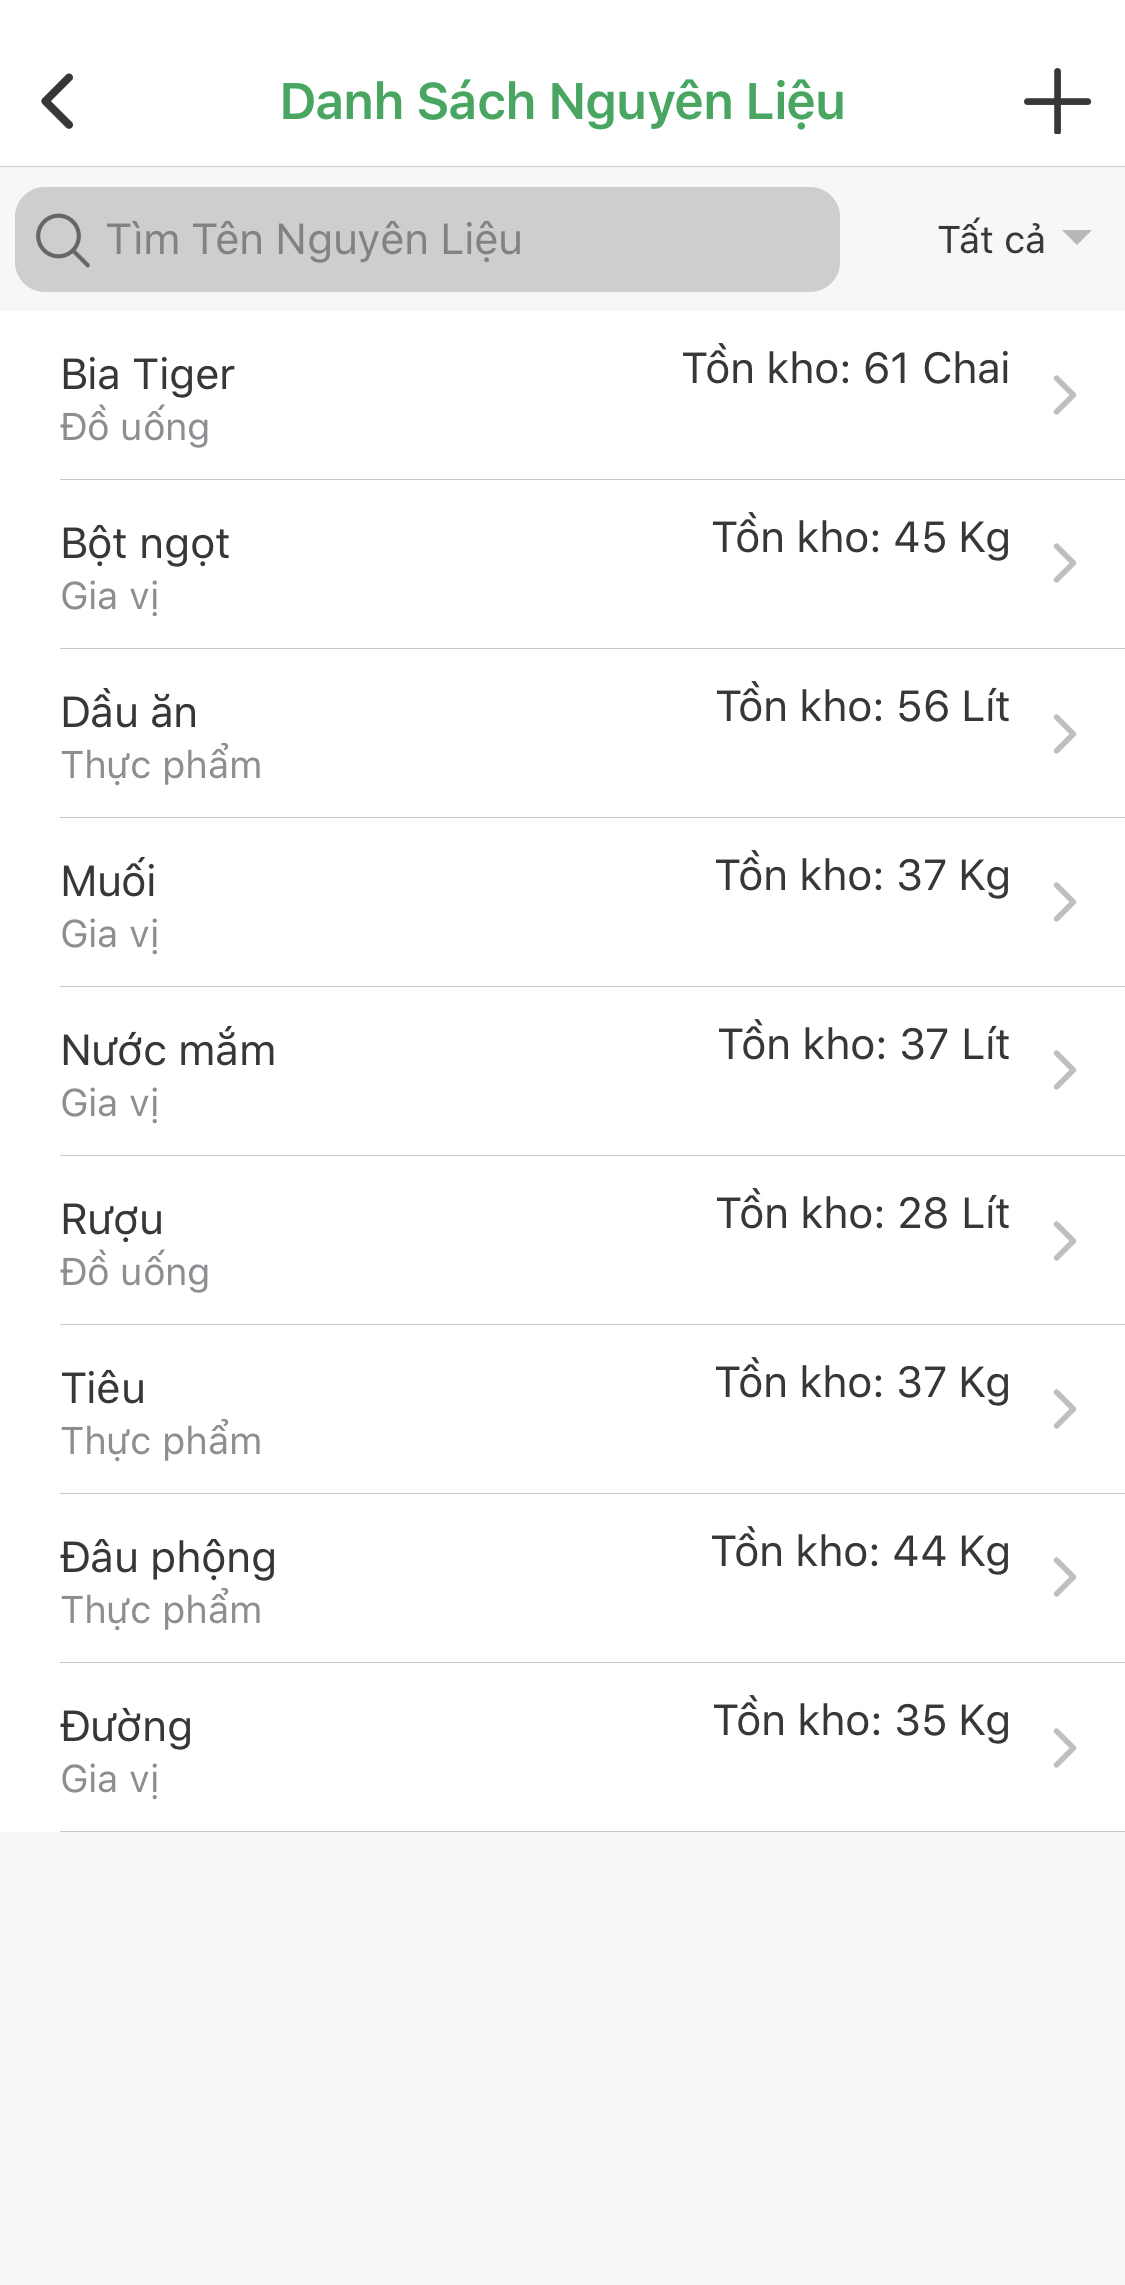 Danh Sách Nguyên Liệu
Tìm Tên Nguyên Liệu
Tất cả
Bia Tiger
Tồn kho: 61 Chai
Đồ uống
Bột ngọt
Tồn kho: 45 Kg
Gia vị
Dầu ăn
Tồn kho: 56 Lít
Thực phẩm
Muối
Tồn kho: 37 Kg
Gia vị
Nước mắm
Tồn kho: 37 Lít
Gia vị
Rượu
Tồn kho: 28 Lít
Đồ uống
Tiêu
Tồn kho: 37 Kg
Thực phẩm
Đâu phộng
Tồn kho: 44 Kg
Thực phẩm
Đường
Tồn kho: 35 Kg
Gia vị